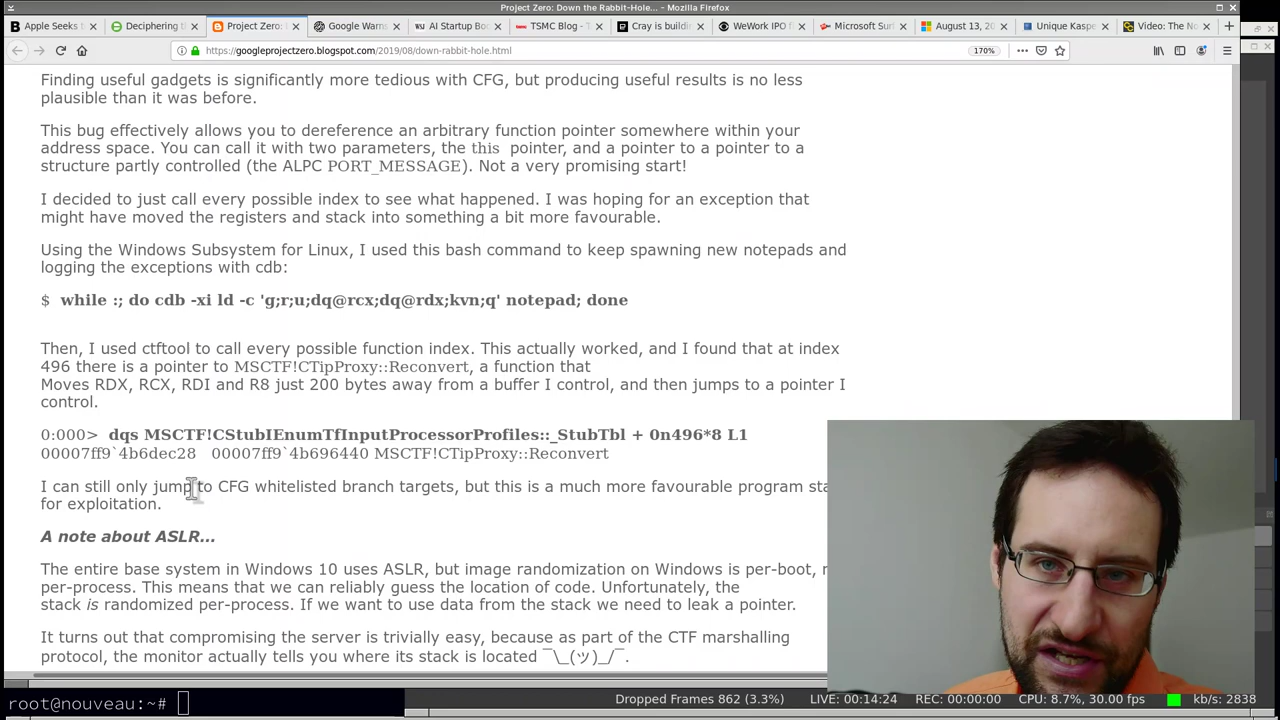 Project Zero: Down the Rabbit-Hole... - Mozilla Firefox
Apple Seeks t
Deciphering t
Project Zero: 
Google Warns
AI Startup Boo
TSMC Blog - T
Cray is buildin
WeWork IPO f
Microsoft Surf
August 13, 20
Unique Kaspe
Video: The No
https://googleprojectzero.blogspot.com/2019/08/down-rabbit-hole.html
170%
Finding useful gadgets is significantly more tedious with CFG, but producing useful results is no less
plausible than it was before.
This bug effectively allows you to dereference an arbitrary function pointer somewhere within your
address space. You can call it with two parameters, the this pointer, and a pointer to a pointer to a
structure partly controlled (the ALPC PORT_MESSAGE). Not a very promising start!
I decided to just call every possible index to see what happened. I was hoping for an exception that
might have moved the registers and stack into something a bit more favourable.
Using the Windows Subsystem for Linux, I used this bash command to keep spawning new notepads and
logging the exceptions with cdb:
$ while :; do cdb -xi ld -c 'g;r;u;dq@rcx;dq@rdx;kvn;q' notepad; done
Then, I used ctftool to call every possible function index. This actually worked, and I found that at index
496 there is a pointer to MSCTF!CTipProxy::Reconvert, a function that
Moves RDX, RCX, RDI and R8 just 200 bytes away from a buffer I control, and then jumps to a pointer I
control.
0:000> dqs MSCTF!CStubIEnumTfInputProcessorProfiles::_StubTbl + 0n496*8 L1
00007ff9`4b6dec28 00007ff9`4b696440 MSCTF!CTipProxy::Reconvert
I can still only jump to CFG whitelisted branch targets, but this is a much more favourable program sta
for exploitation.
A note about ASLR...
The entire base system in Windows 10 uses ASLR, but image randomization on Windows is per-boot, n
per-process. This means that we can reliably guess the location of code. Unfortunately, the
stack is randomized per-process. If we want to use data from the stack we need to leak a pointer.
It turns out that compromising the server is trivially easy, because as part of the CTF marshalling
protocol, the monitor actually tells you where its stack is located ¯\_(ツ)_/¯.
root@nouveau:~#
Dropped Frames 862 (3.3%)
LIVE: 00:14:24
REC: 00:00:00
CPU: 8.7%, 30.00 fps
kb/s: 2838